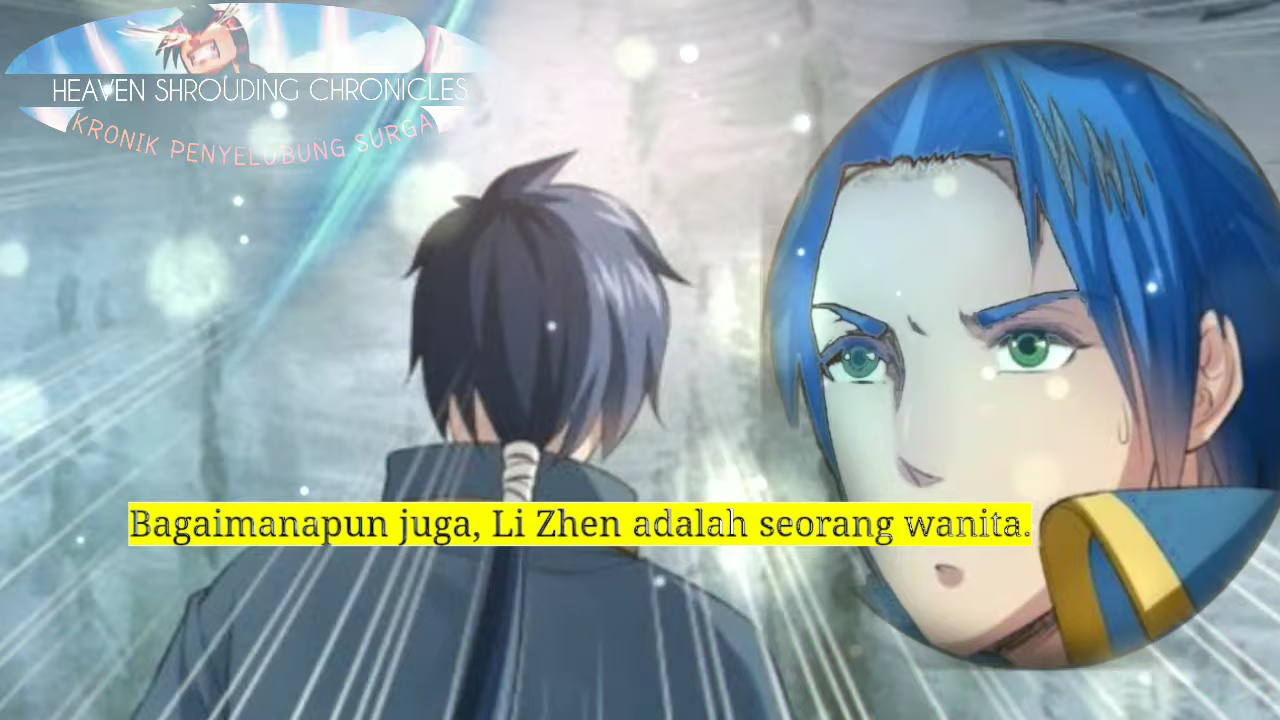 HEAVEN SHROUDING CHRONICLES
KRONIK PENYELUBUNG SURGA
Bagaimanapun juga, Li Zhen adalah seorang wanita.